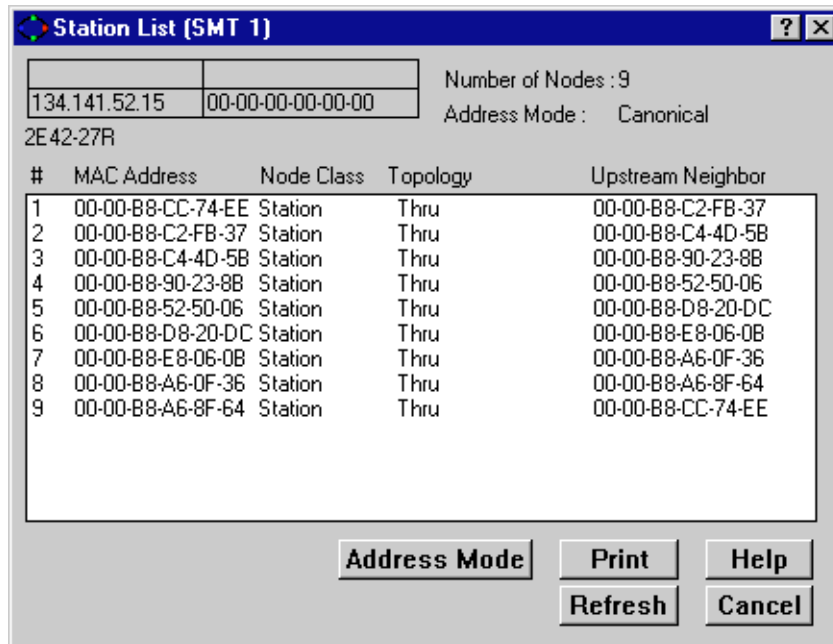 Station List (SMT 1)
? X
Number of Nodes : 9
134.141.52.15 00-00-00-00-00-00
Address Mode : Canonical
2E42-27R
# MAC Address Node Class Topology Upstream Neighbor
1 00-00-B8-CC-74-EE Station Thru 00-00-B8-C2-FB-37
2 00-00-B8-C2-FB-37 Station Thru 00-00-B8-C4-4D-5B
3 00-00-B8-C4-4D-5B Station Thru 00-00-B8-90-23-8B
4 00-00-B8-90-23-8B Station Thru 00-00-B8-52-50-06
5 00-00-B8-52-50-06 Station Thru 00-00-B8-D8-20-DC
6 00-00-B8-D8-20-DC Station Thru 00-00-B8-E8-06-0B
7 00-00-B8-E8-06-0B Station Thru 00-00-B8-A6-0F-36
8 00-00-B8-A6-0F-36 Station Thru 00-00-B8-A6-8F-64
9 00-00-B8-A6-8F-64 Station Thru 00-00-B8-CC-74-EE
Address Mode Print Help
Refresh Cancel